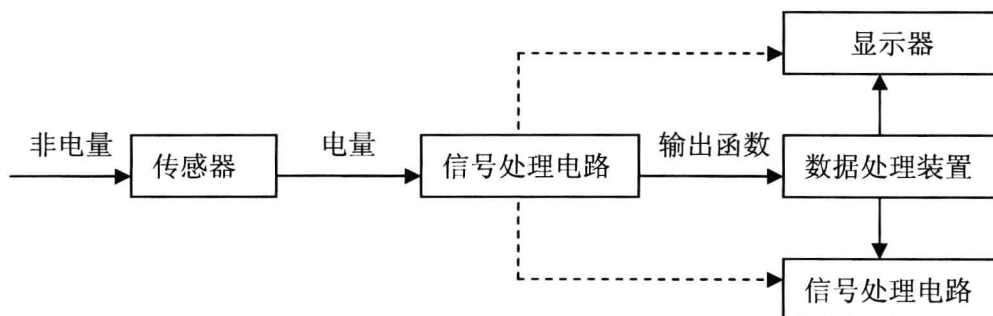 显示器
非电量
传感器
电量
信号处理电路
输出函数
数据处理装置
信号处理电路